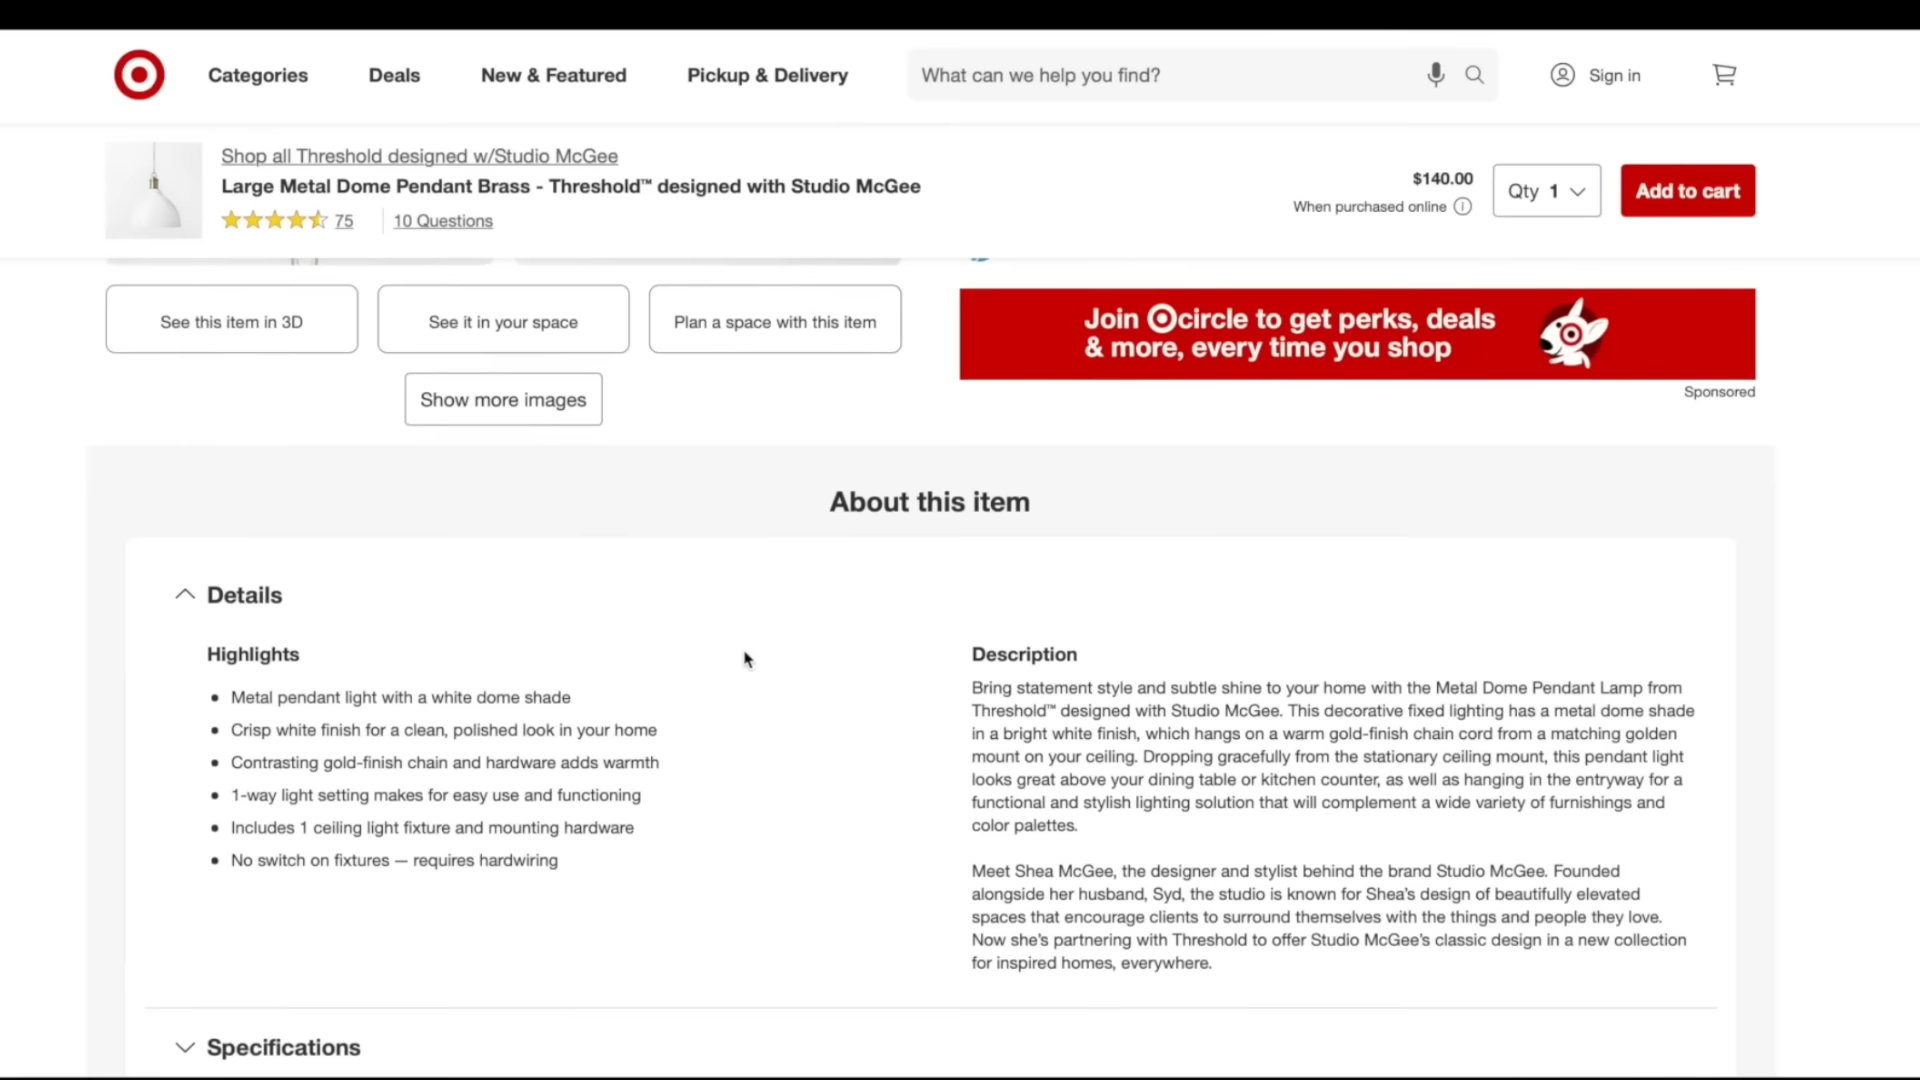 Categories
Deals
New & Featured
Pickup & Delivery
What can we help you find?
Sign in
Shop all Threshold designed w/Studio McGee
Large Metal Dome Pendant Brass - Threshold™ designed with Studio McGee
75
10 Questions
$140.00
When purchased online
Qty 1
Add to cart
See this item in 3D
See it in your space
Plan a space with this item
Show more images
Join circle to get perks, deals
& more, every time you shop
Sponsored
About this item
Details
Highlights
Metal pendant light with a white dome shade
Crisp white finish for a clean, polished look in your home
Contrasting gold-finish chain and hardware adds warmth
1-way light setting makes for easy use and functioning
Includes 1 ceiling light fixture and mounting hardware
No switch on fixtures — requires hardwiring
Description
Bring statement style and subtle shine to your home with the Metal Dome Pendant Lamp from
Threshold™ designed with Studio McGee. This decorative fixed lighting has a metal dome shade
in a bright white finish, which hangs on a warm gold-finish chain cord from a matching golden
mount on your ceiling. Dropping gracefully from the stationary ceiling mount, this pendant light
looks great above your dining table or kitchen counter, as well as hanging in the entryway for a
functional and stylish lighting solution that will complement a wide variety of furnishings and
color palettes.
Meet Shea McGee, the designer and stylist behind the brand Studio McGee. Founded
alongside her husband, Syd, the studio is known for Shea's design of beautifully elevated
spaces that encourage clients to surround themselves with the things and people they love.
Now she's partnering with Threshold to offer Studio McGee's classic design in a new collection
for inspired homes, everywhere.
Specifications